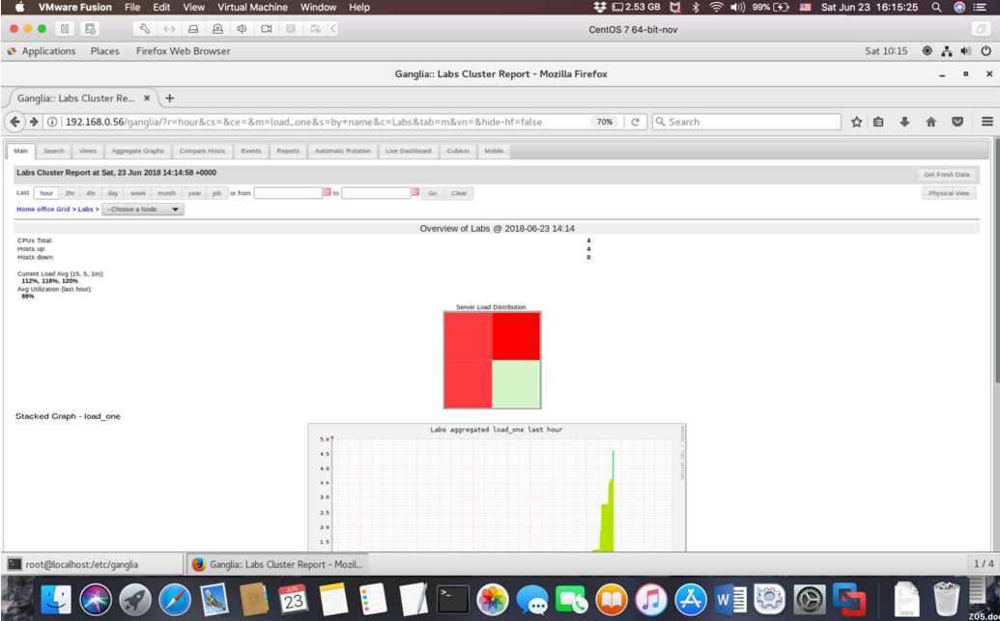 VMware Fusion File Edit View Virtual Machine Window Help 2.53 GB 99% Sat Jun 23 16:15:25
CentOS 7 64-bit-nov
Applications Places Firefox Web Browser Sat 10:15
Ganglia:: Labs Cluster Report - Mozilla Firefox
Ganglia:: Labs Cluster Re... × +
192.168.0.56/ganglia/?r=hour&cs=&ce=&m=load_one&s=by+name&c=Labs&tab=m&vn=&hide-hf=false 70% Search
Main Search Views Aggregate Graphs Compare Hosts Events Reports Automatic Rotation Live Dashboard Cubism Mobile
Labs Cluster Report at Sat, 23 Jun 2018 14:14:58 +0000 Get Fresh Data
Last hour 2hr 4hr day week month year job or from to Go Clear Physical View
Home office Grid > Labs > --Choose a Node
Overview of Labs @ 2018-06-23 14:14
CPUs Total: 4
Hosts up: 4
Hosts down: 0
Current Load Avg (15, 5, 1m):
112%, 118%, 120%
Avg Utilization (last hour):
88%
Server Load Distribution
Stacked Graph - load_one
Labs aggregated load_one last hour
5.0
4.5
4.0
3.5
3.0
2.5
2.0
1.5
root@localhost:/etc/ganglia Ganglia:: Labs Cluster Report - Mozil... 1 / 4
JUN
23
DOCX
Z05.do